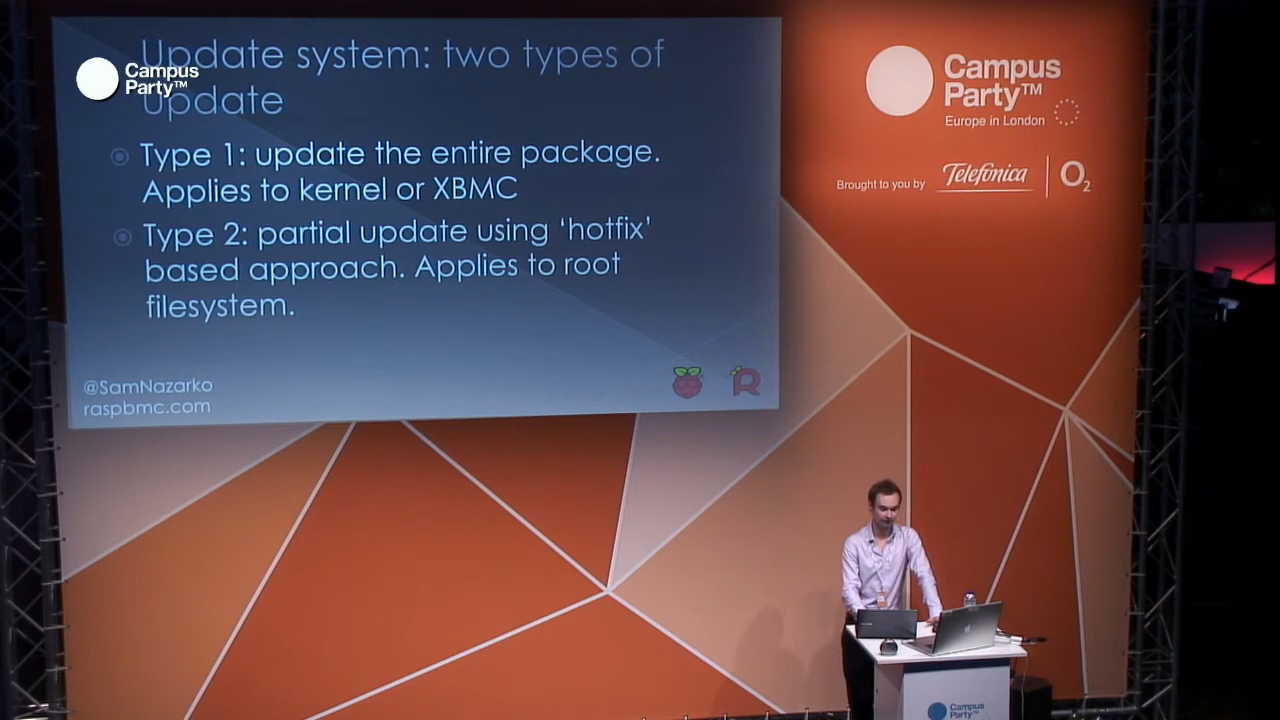 Update system: two types of
update
Type 1: update the entire package.
Applies to kernel or XBMC
Type 2: partial update using ‘hotfix’
based approach. Applies to root
filesystem.
@SamNazarko
raspbmc.com
Campus
Party™
Campus
Party™
Europe in London
Brought to you by Telefónica O2
Campus
Party™